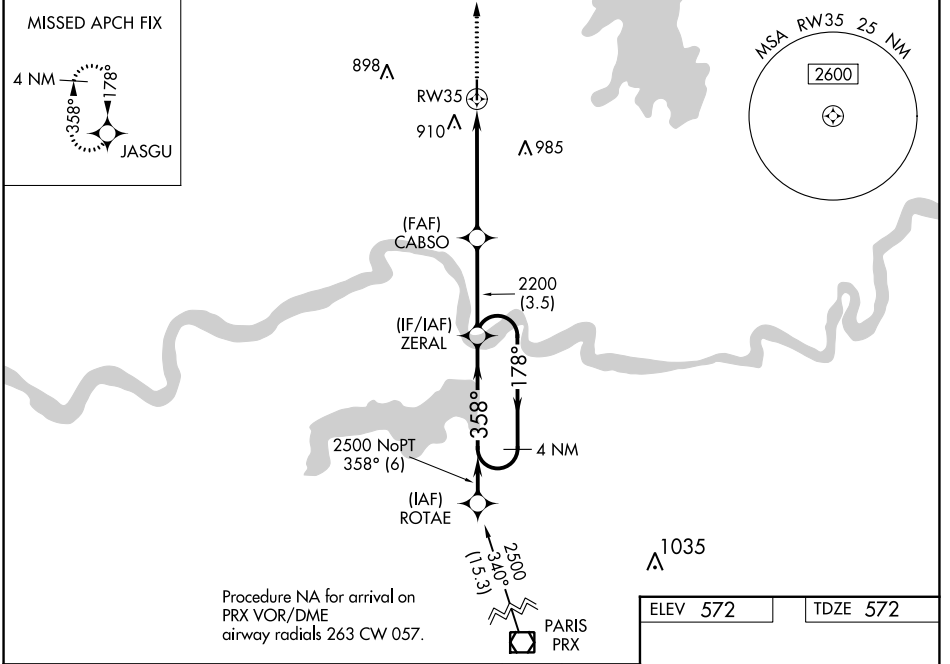 MISSED APCH FIX
4 NM
178°
358°
JASGU
898
RW35
910
985
MSA RW35 25 NM
2600
(FAF)
CABSO
2200
(3.5)
(IF/IAF)
ZERAL
178°
358°
2500 NoPT
358° (6)
4 NM
(IAF)
ROTAE
2500
340°
(15.3)
1035
Procedure NA for arrival on
PRX VOR/DME
airway radials 263 CW 057.
PARIS
PRX
ELEV 572
TDZE 572